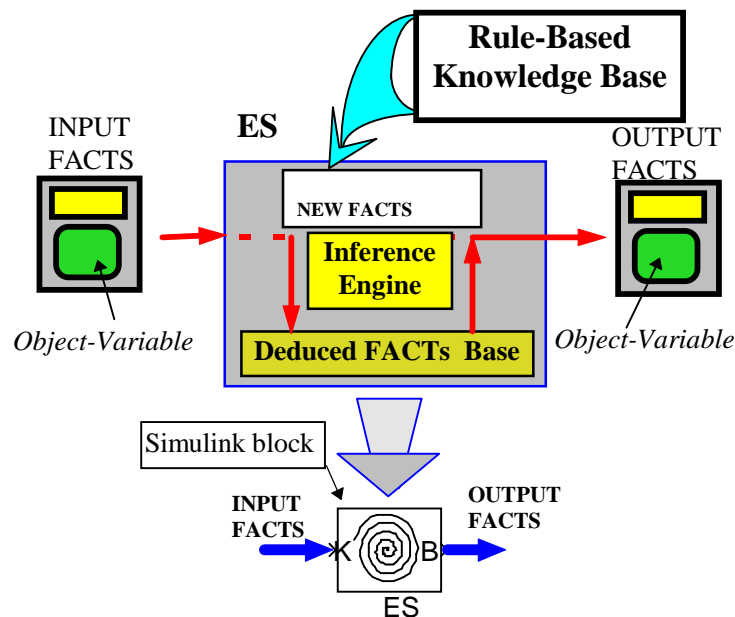 Rule-Based
Knowledge Base
INPUT
FACTS
ES
OUTPUT
FACTS
NEW FACTS
Inference
Engine
Object-Variable
Object-Variable
Deduced FACTs Base
Simulink block
INPUT
FACTS
OUTPUT
FACTS
K
B
ES